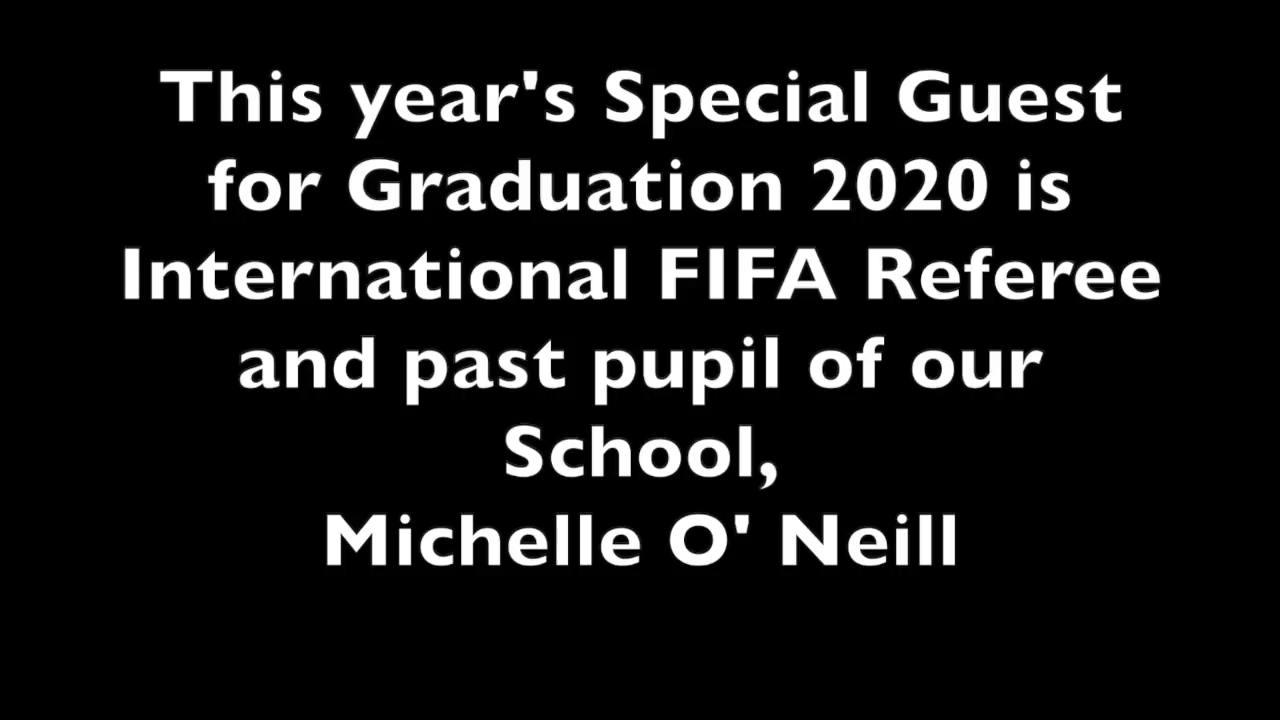 This year's Special Guest
for Graduation 2020 is
International FIFA Referee
and past pupil of our
School,
Michelle O' Neill